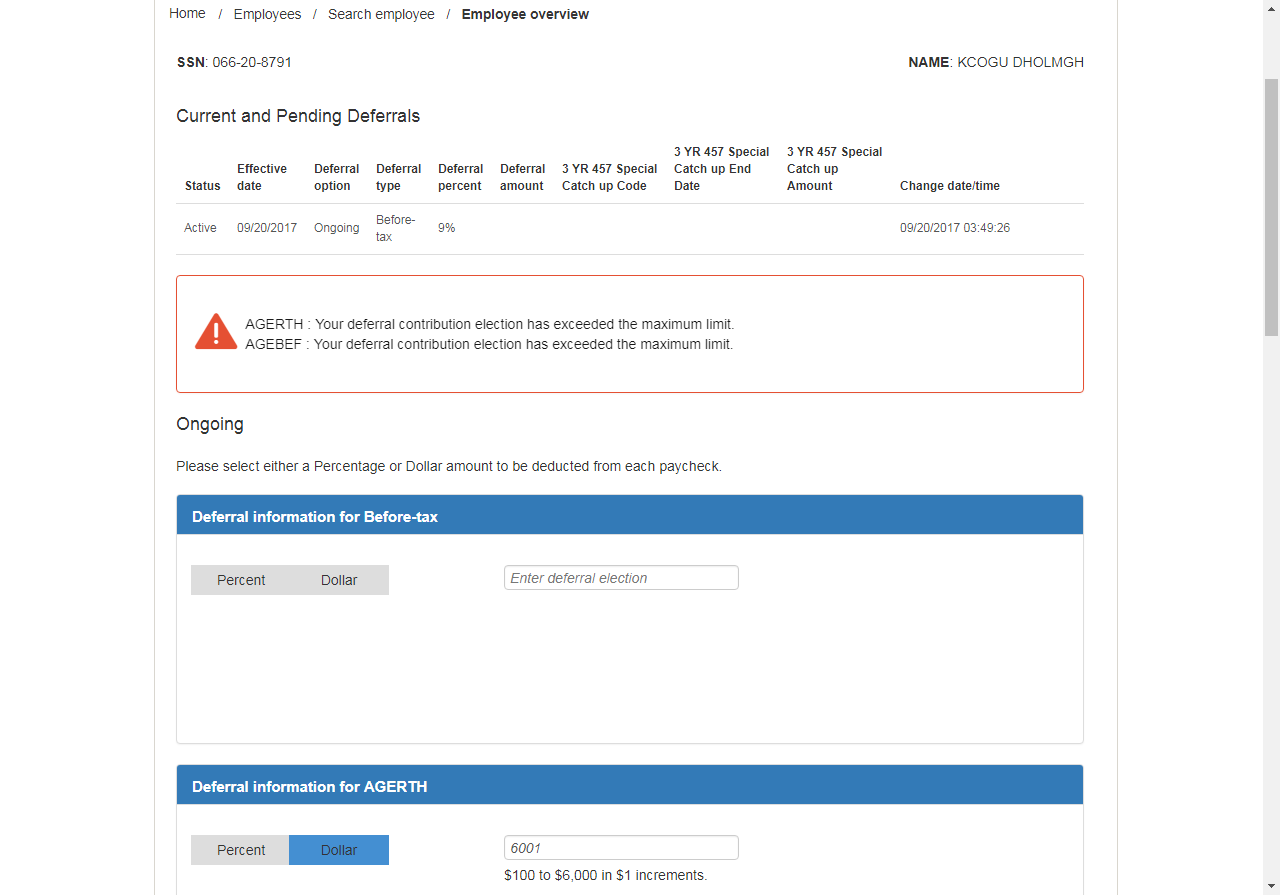 Home / Employees / Search employee / Employee overview
SSN: 066-20-8791 NAME: KCOGU DHOLMGH
Current and Pending Deferrals
Status Effective date Deferral option Deferral type Deferral percent Deferral amount 3 YR 457 Special Catch up Code 3 YR 457 Special Catch up End Date 3 YR 457 Special Catch up Amount Change date/time
Active 09/20/2017 Ongoing Before-tax 9% 09/20/2017 03:49:26
AGERTH : Your deferral contribution election has exceeded the maximum limit.
AGEBEF : Your deferral contribution election has exceeded the maximum limit.
Ongoing
Please select either a Percentage or Dollar amount to be deducted from each paycheck.
Deferral information for Before-tax
Percent Dollar Enter deferral election
Deferral information for AGERTH
Percent Dollar 6001
$100 to $6,000 in $1 increments.